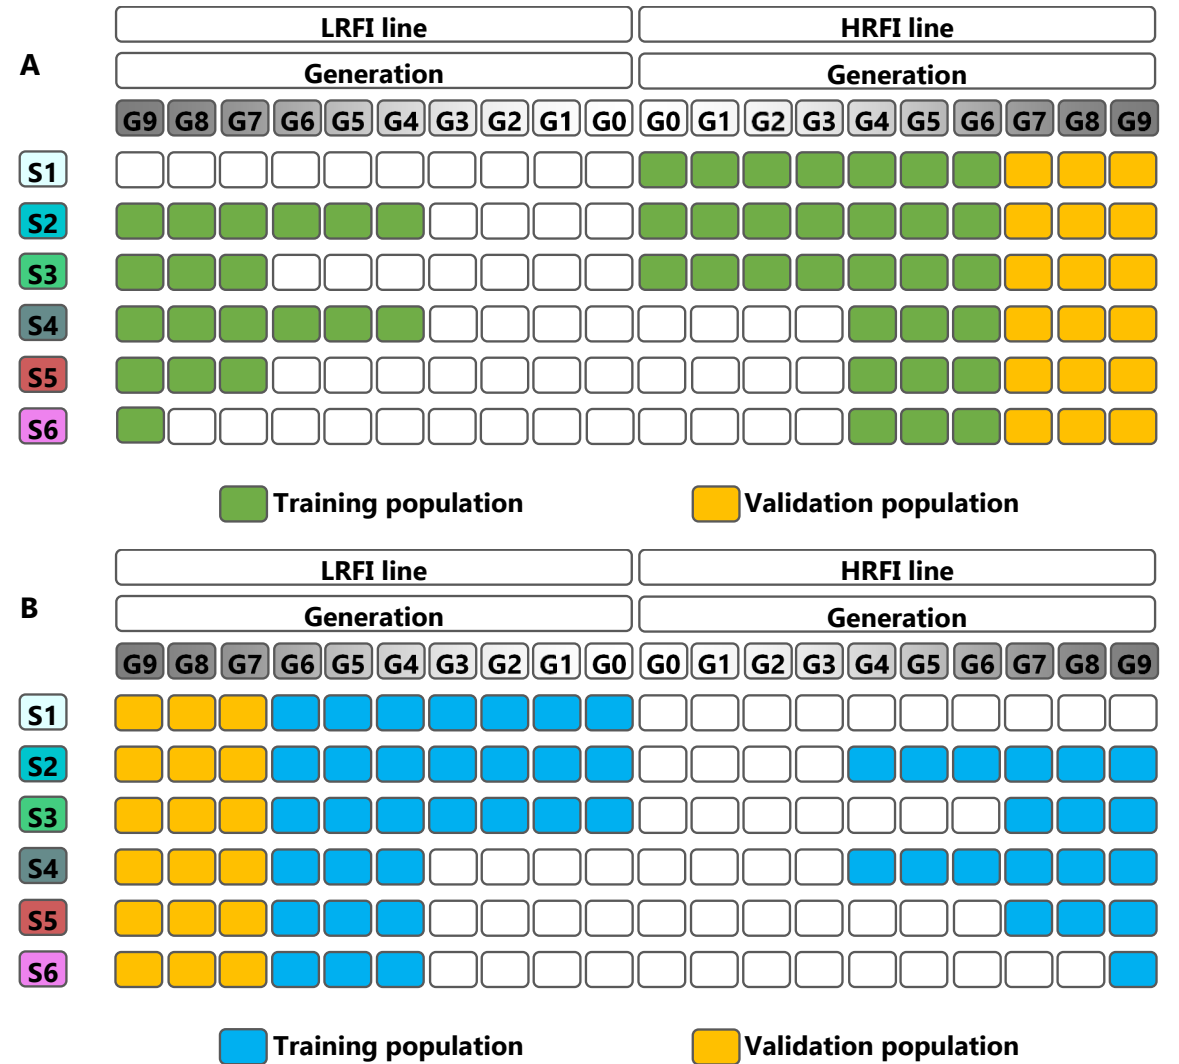 LRFI line HRFI line
A
Generation Generation
G9 G8 G7 G6 G5 G4 G3 G2 G1 G0 G0 G1 G2 G3 G4 G5 G6 G7 G8 G9
S1
S2
S3
S4
S5
S6
Training population Validation population
LRFI line HRFI line
B
Generation Generation
G9 G8 G7 G6 G5 G4 G3 G2 G1 G0 G0 G1 G2 G3 G4 G5 G6 G7 G8 G9
S1
S2
S3
S4
S5
S6
Training population Validation population